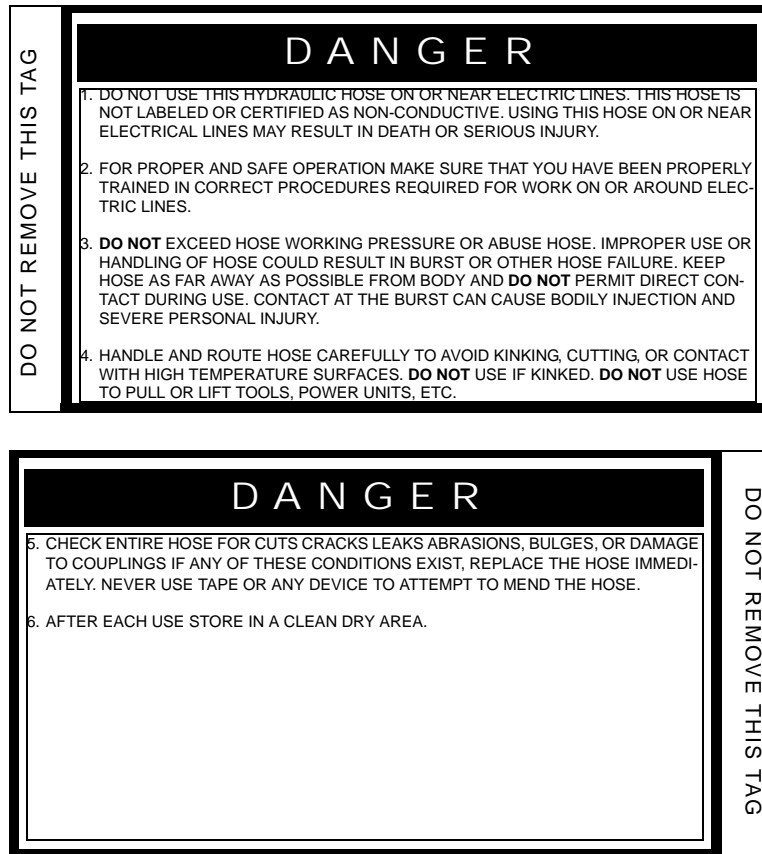 DO NOT REMOVE THIS TAG
D A N G E R
1. DO NOT USE THIS HYDRAULIC HOSE ON OR NEAR ELECTRIC LINES. THIS HOSE IS
NOT LABELED OR CERTIFIED AS NON-CONDUCTIVE. USING THIS HOSE ON OR NEAR
ELECTRICAL LINES MAY RESULT IN DEATH OR SERIOUS INJURY.
2. FOR PROPER AND SAFE OPERATION MAKE SURE THAT YOU HAVE BEEN PROPERLY
TRAINED IN CORRECT PROCEDURES REQUIRED FOR WORK ON OR AROUND ELEC-
TRIC LINES.
3. DO NOT EXCEED HOSE WORKING PRESSURE OR ABUSE HOSE. IMPROPER USE OR
HANDLING OF HOSE COULD RESULT IN BURST OR OTHER HOSE FAILURE. KEEP
HOSE AS FAR AWAY AS POSSIBLE FROM BODY AND DO NOT PERMIT DIRECT CON-
TACT DURING USE. CONTACT AT THE BURST CAN CAUSE BODILY INJECTION AND
SEVERE PERSONAL INJURY.
4. HANDLE AND ROUTE HOSE CAREFULLY TO AVOID KINKING, CUTTING, OR CONTACT
WITH HIGH TEMPERATURE SURFACES. DO NOT USE IF KINKED. DO NOT USE HOSE
TO PULL OR LIFT TOOLS, POWER UNITS, ETC.
D A N G E R
5. CHECK ENTIRE HOSE FOR CUTS CRACKS LEAKS ABRASIONS, BULGES, OR DAMAGE
TO COUPLINGS IF ANY OF THESE CONDITIONS EXIST, REPLACE THE HOSE IMMEDI-
ATELY. NEVER USE TAPE OR ANY DEVICE TO ATTEMPT TO MEND THE HOSE.
6. AFTER EACH USE STORE IN A CLEAN DRY AREA.
DO NOT REMOVE THIS TAG